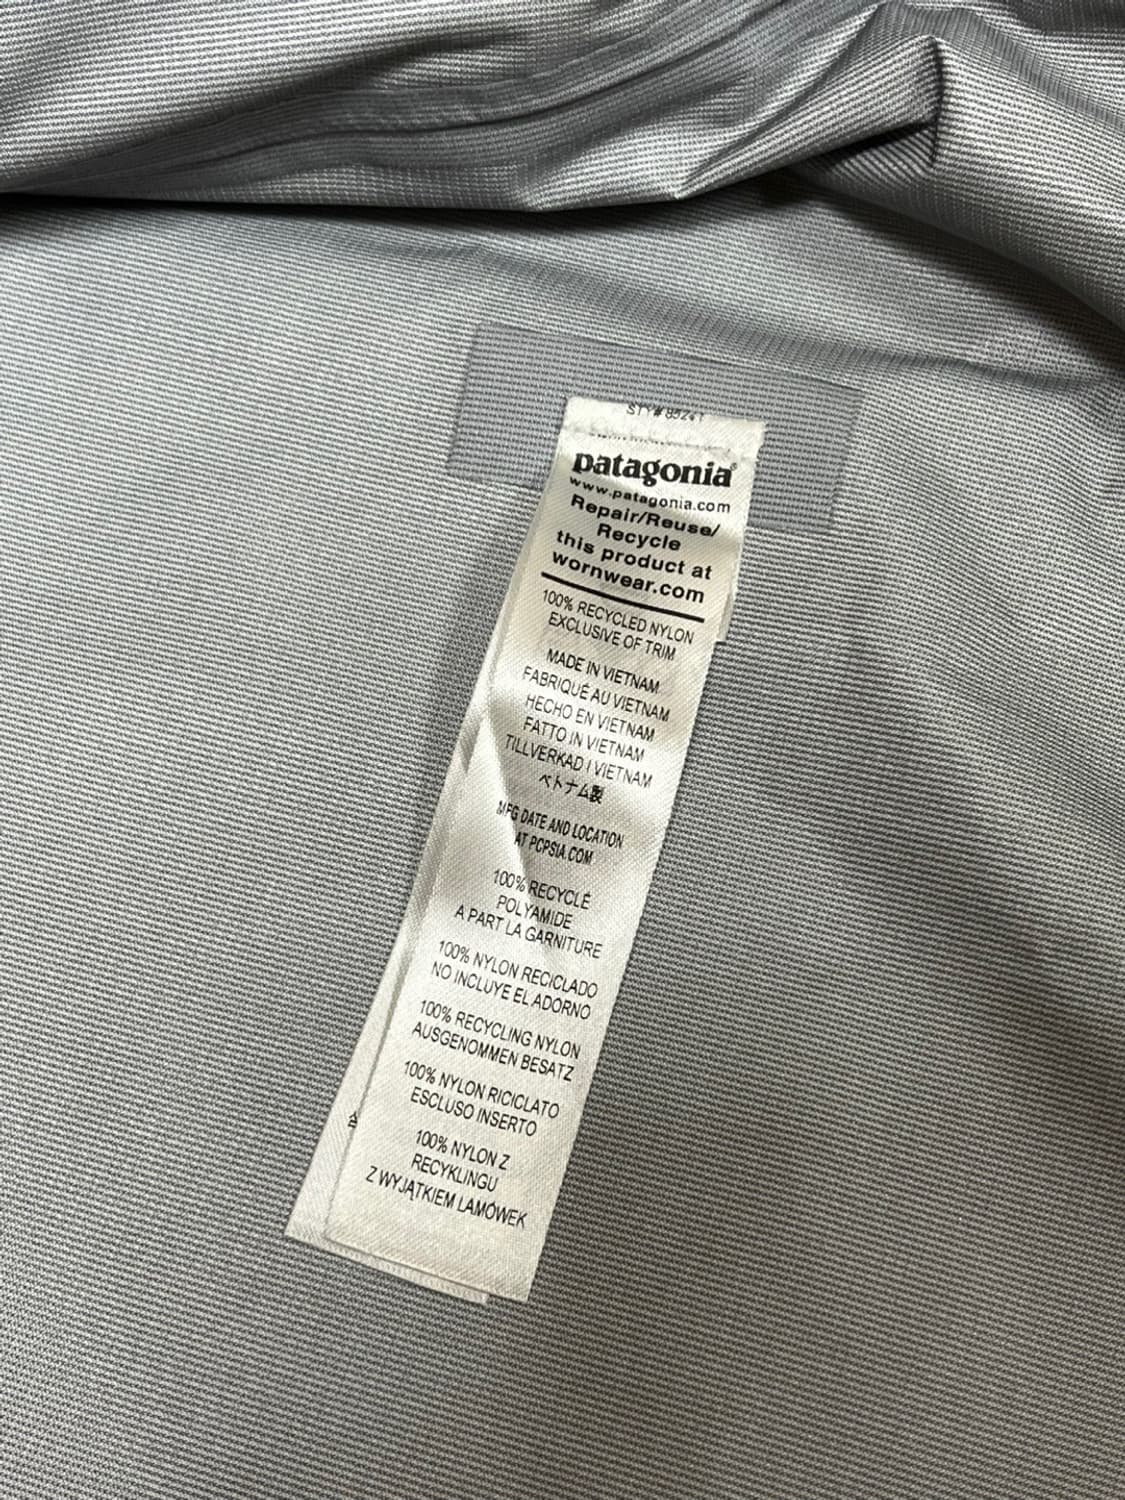 STY#
patagonia®
www.patagonia.com
Repair/Reuse/
Recycle
this product at
wornwear.com
100% RECYCLED NYLON
EXCLUSIVE OF TRIM
MADE IN VIETNAM
FABRIQUÉ AU VIETNAM
HECHO EN VIETNAM
FATTO IN VIETNAM
TILLVERKAD I VIETNAM
ベトナム製
MFG DATE AND LOCATION
AT PCPSIA.COM
100% RECYCLÉ
POLYAMIDE
A PART LA GARNITURE
100% NYLON RECICLADO
NO INCLUYE EL ADORNO
100% RECYCLING NYLON
AUSGENOMMEN BESATZ
100% NYLON RICICLATO
ESCLUSO INSERTO
100% NYLON Z
RECYKLINGU
Z WYJĄTKIEM LAMÓWEK